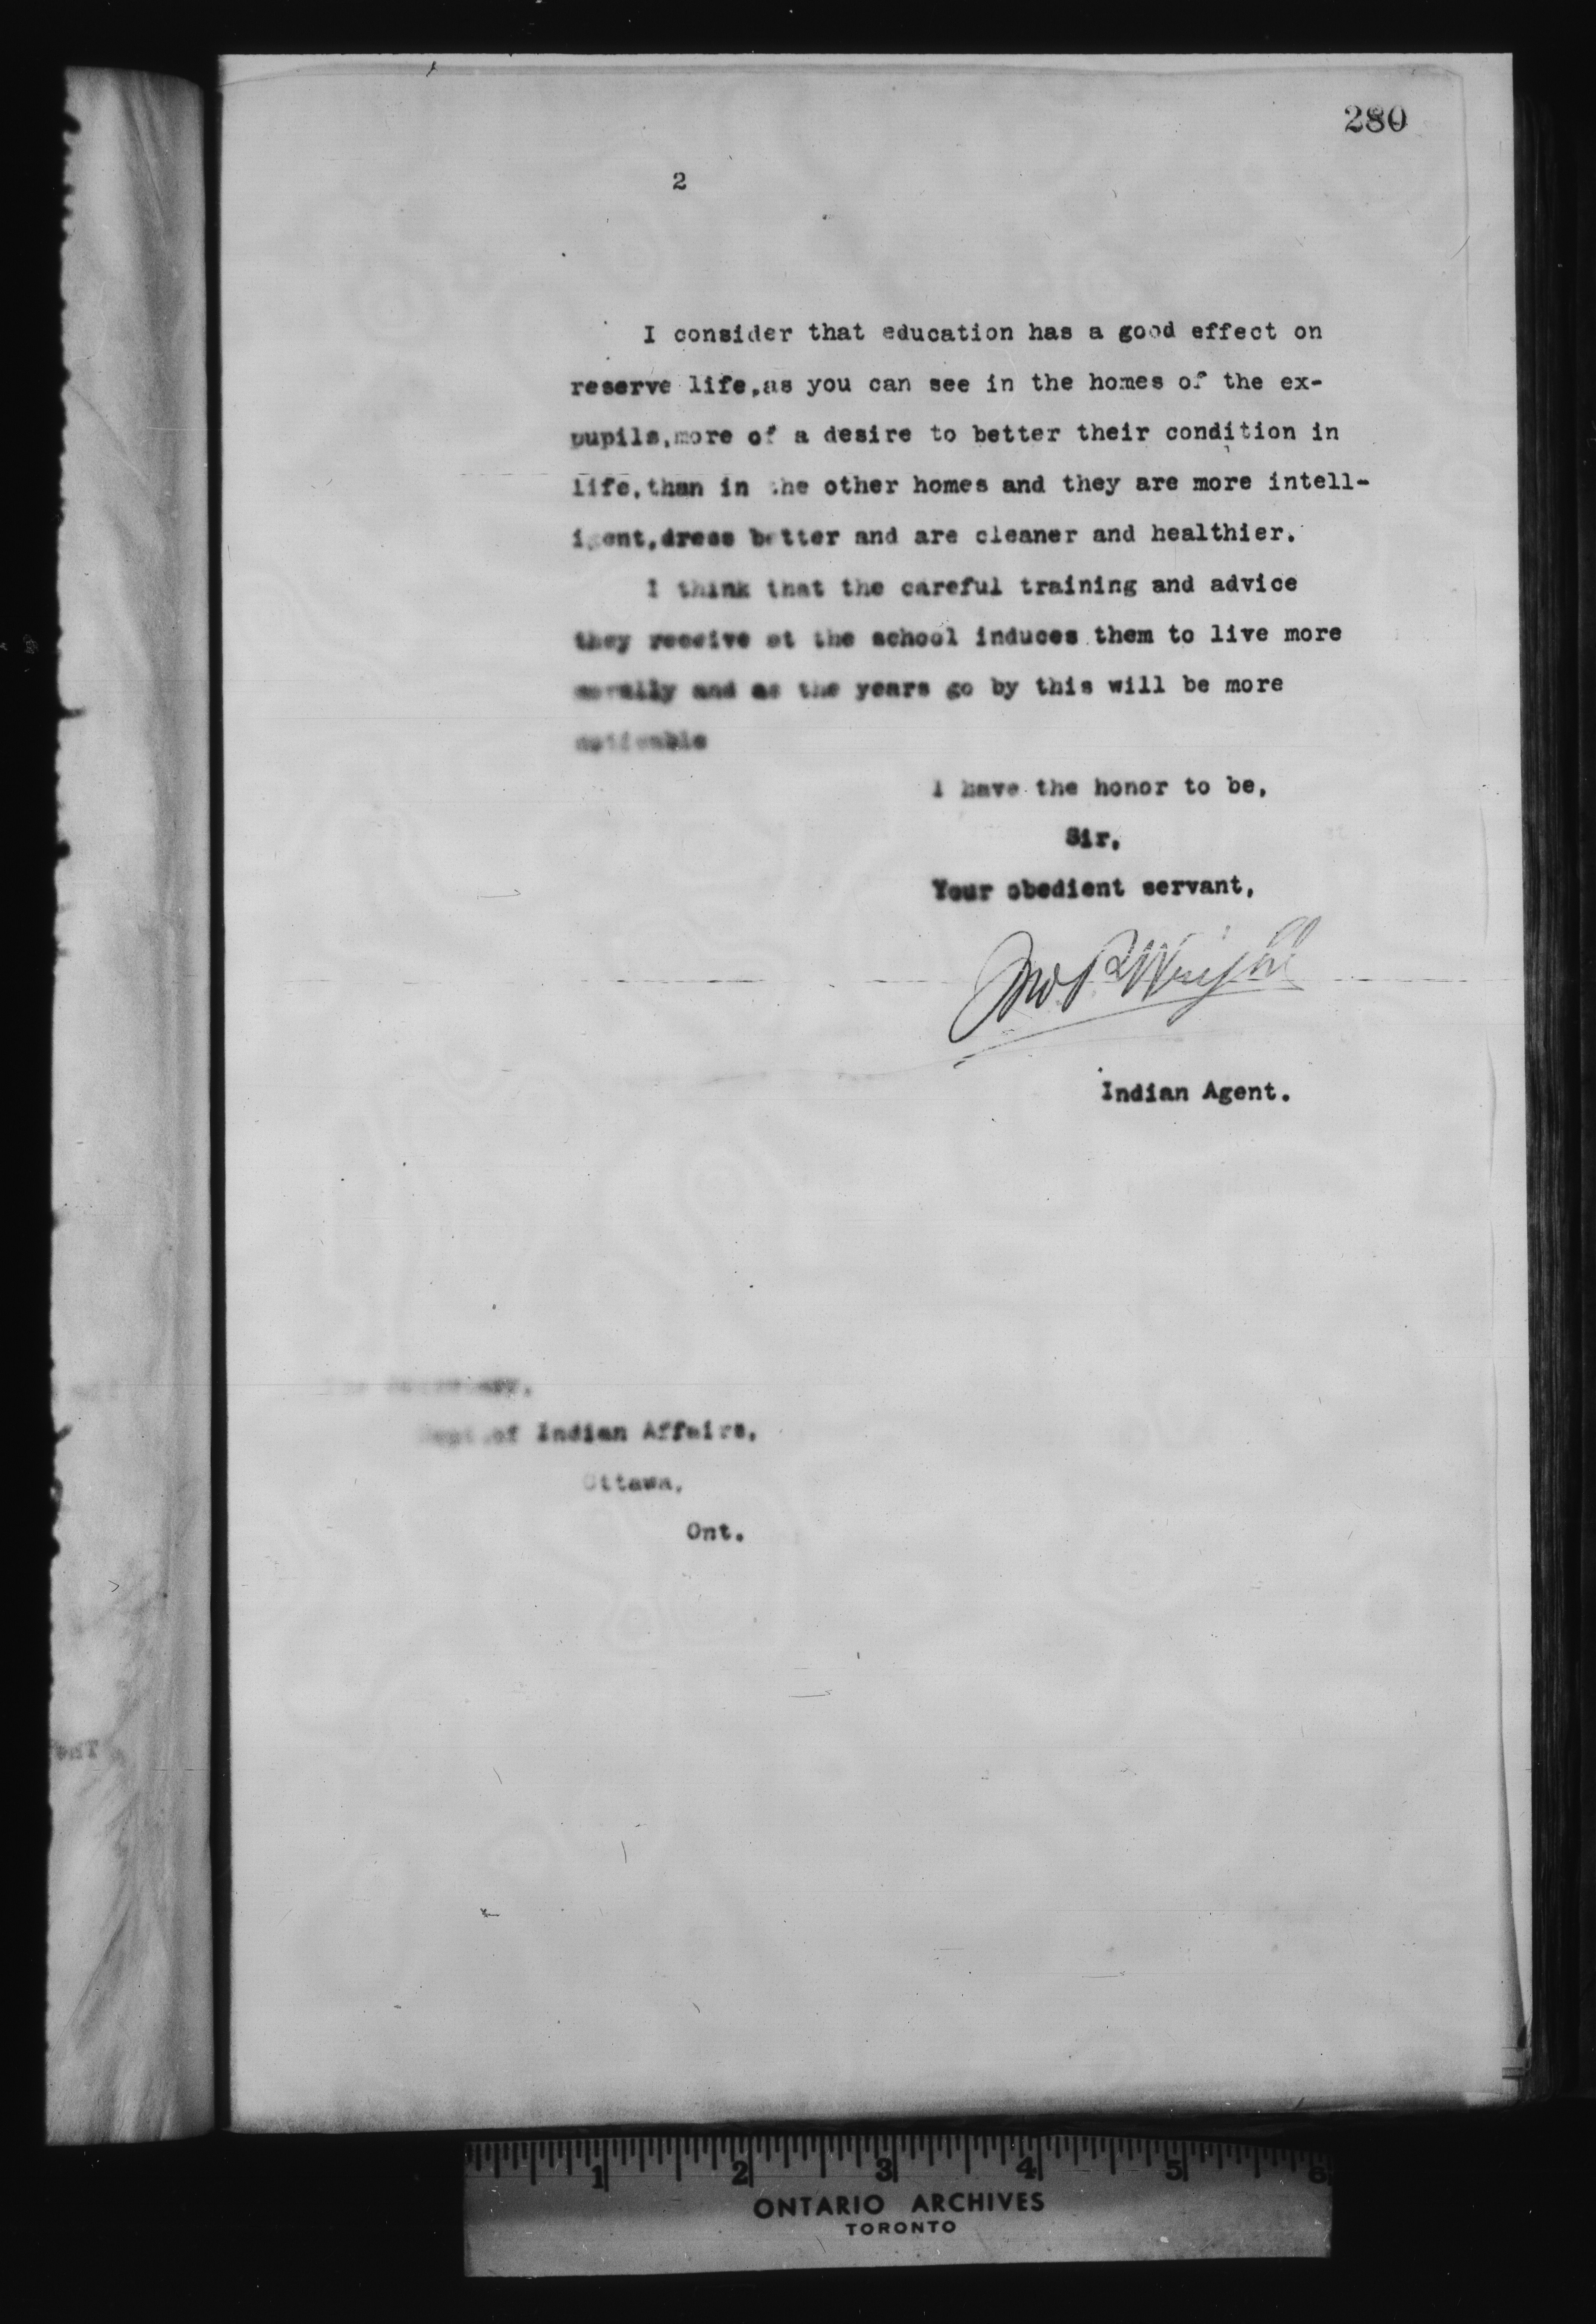 280
2
I consider that education has a good effect on
reserve life,as you can see in the homes of the ex-
pupils,more of a desire to better their condition in
life,than in the other homes and they are more intell-
igent,dress better and are cleaner and healthier.
I think that the careful training and advice
they receive at the school induces them to live more
morally and as the years go by this will be more
noticable
I have the honor to be,
Sir,
Your obedient servant,
Jno P Wright
Indian Agent.
The Secretary,
Dept.of Indian Affairs,
Ottawa,
Ont.
1 2 3 4 5 6
ONTARIO ARCHIVES
TORONTO